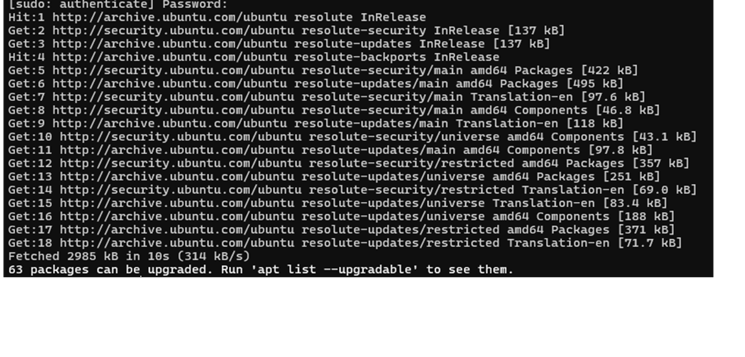 [sudo: authenticate] Password:
Hit:1 http://archive.ubuntu.com/ubuntu resolute InRelease
Get:2 http://security.ubuntu.com/ubuntu resolute-security InRelease [137 kB]
Get:3 http://archive.ubuntu.com/ubuntu resolute-updates InRelease [137 kB]
Hit:4 http://archive.ubuntu.com/ubuntu resolute-backports InRelease
Get:5 http://security.ubuntu.com/ubuntu resolute-security/main amd64 Packages [422 kB]
Get:6 http://archive.ubuntu.com/ubuntu resolute-updates/main amd64 Packages [495 kB]
Get:7 http://security.ubuntu.com/ubuntu resolute-security/main Translation-en [97.6 kB]
Get:8 http://security.ubuntu.com/ubuntu resolute-security/main amd64 Components [46.8 kB]
Get:9 http://archive.ubuntu.com/ubuntu resolute-updates/main Translation-en [118 kB]
Get:10 http://security.ubuntu.com/ubuntu resolute-security/universe amd64 Components [43.1 kB]
Get:11 http://archive.ubuntu.com/ubuntu resolute-updates/main amd64 Components [97.8 kB]
Get:12 http://security.ubuntu.com/ubuntu resolute-security/restricted amd64 Packages [357 kB]
Get:13 http://archive.ubuntu.com/ubuntu resolute-updates/universe amd64 Packages [251 kB]
Get:14 http://security.ubuntu.com/ubuntu resolute-security/restricted Translation-en [69.0 kB]
Get:15 http://archive.ubuntu.com/ubuntu resolute-updates/universe Translation-en [83.4 kB]
Get:16 http://archive.ubuntu.com/ubuntu resolute-updates/universe amd64 Components [188 kB]
Get:17 http://archive.ubuntu.com/ubuntu resolute-updates/restricted amd64 Packages [371 kB]
Get:18 http://archive.ubuntu.com/ubuntu resolute-updates/restricted Translation-en [71.7 kB]
Fetched 2985 kB in 10s (314 kB/s)
63 packages can be upgraded. Run 'apt list --upgradable' to see them.